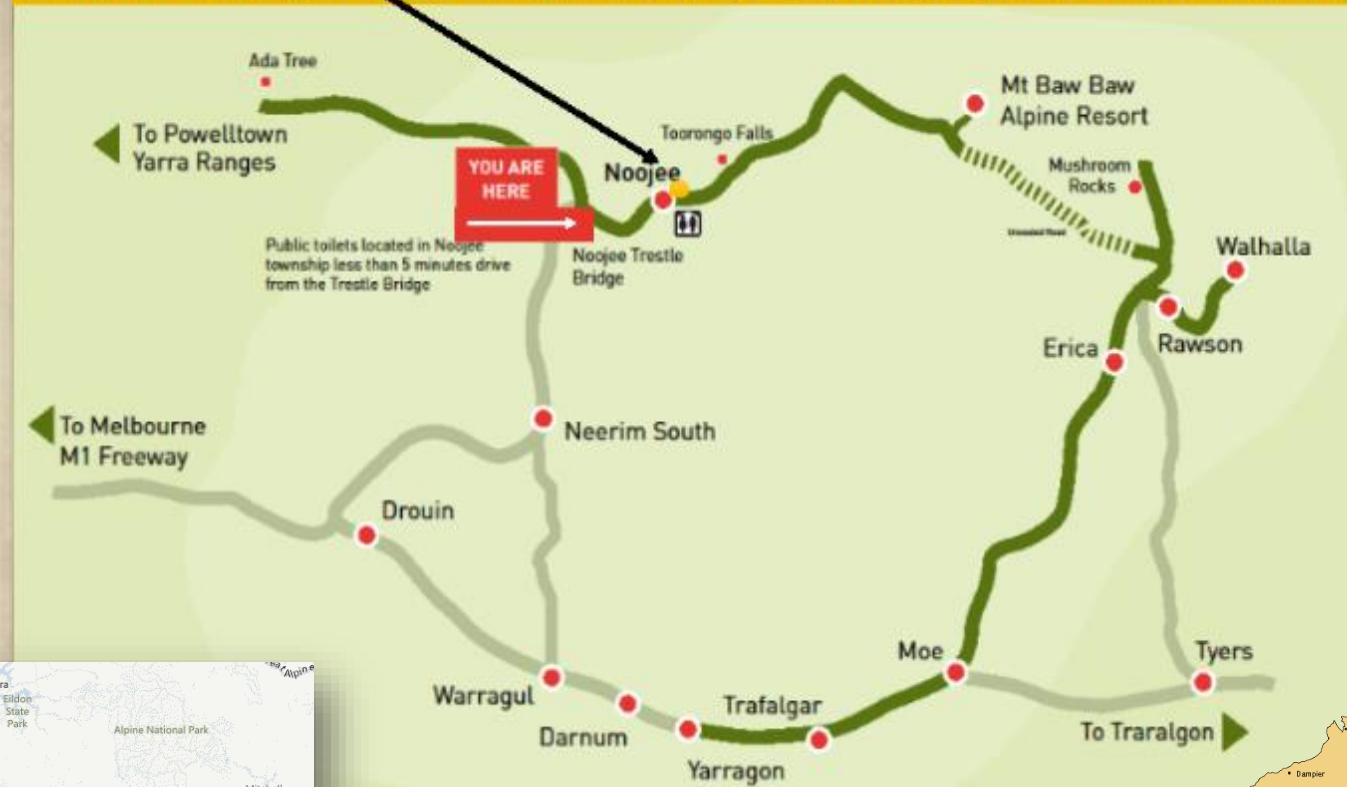 Ada Tree
To Powelltown
Yarra Ranges
YOU ARE
HERE
Noojee
Toorongo Falls
Mt Baw Baw
Alpine Resort
Mushroom
Rocks
Unsealed Road
Walhalla
Public toilets located in Noojee
township less than 5 minutes drive
from the Trestle Bridge
Noojee Trestle
Bridge
Erica
Rawson
To Melbourne
M1 Freeway
Neerim South
Drouin
Moe
Tyers
Warragul
Trafalgar
Darnum
To Traralgon
Yarragon
Eildon
State
Park
Alpine National Park
Dampier